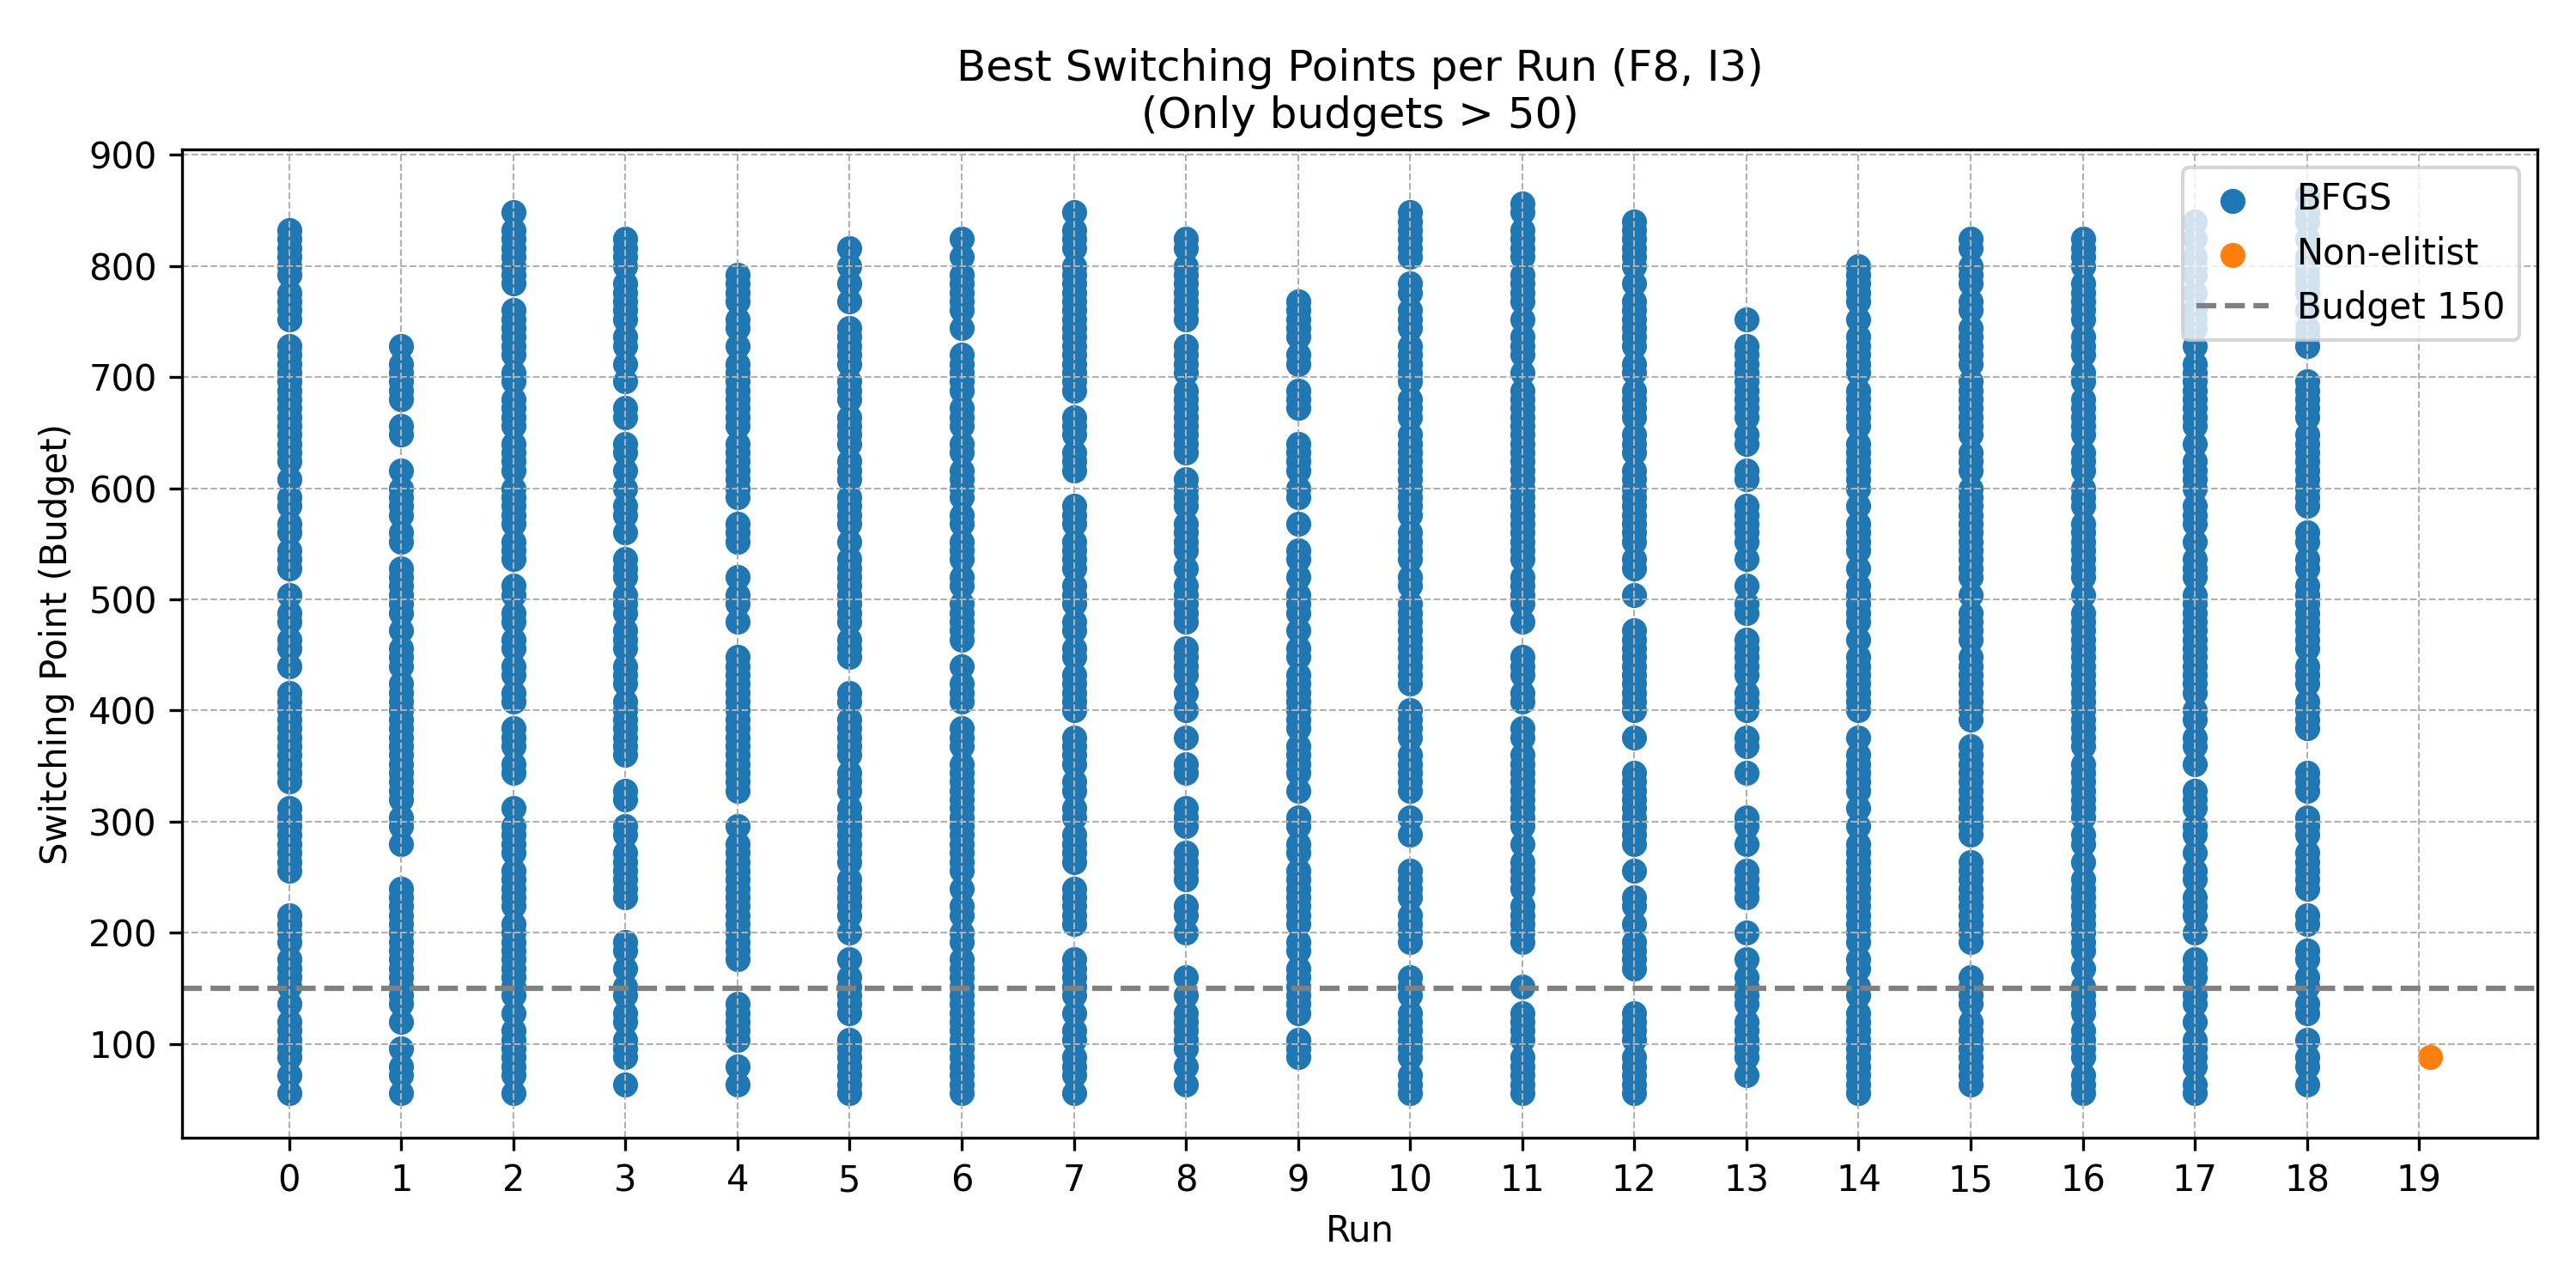 Best Switching Points per Run (F8, I3)
(Only budgets > 50)
Switching Point (Budget)
900
800
700
600
500
400
300
200
100
BFGS
Non-elitist
Budget 150
0 1 2 3 4 5 6 7 8 9 10 11 12 13 14 15 16 17 18 19
Run